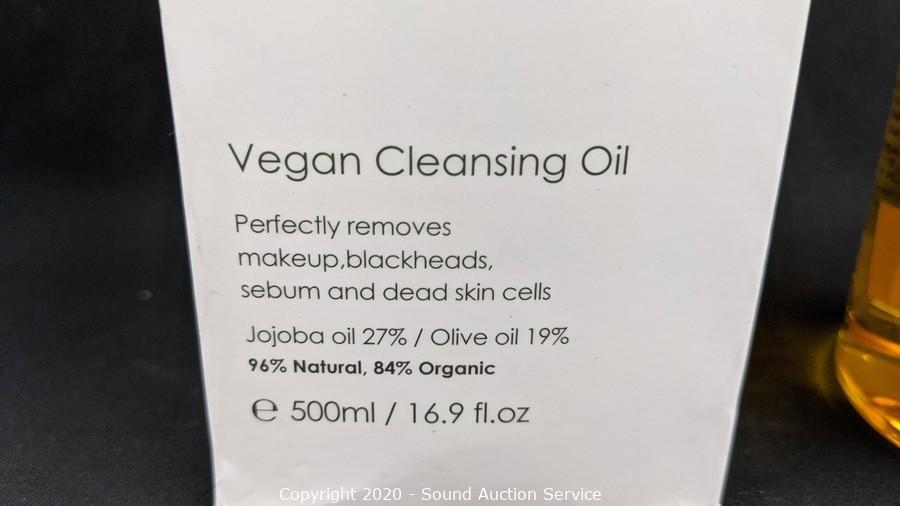 Vegan Cleansing Oil
Perfectly removes
makeup,blackheads,
sebum and dead skin cells
Jojoba oil 27% / Olive oil 19%
96% Natural, 84% Organic
℮ 500ml / 16.9 fl.oz
Copyright 2020 - Sound Auction Service